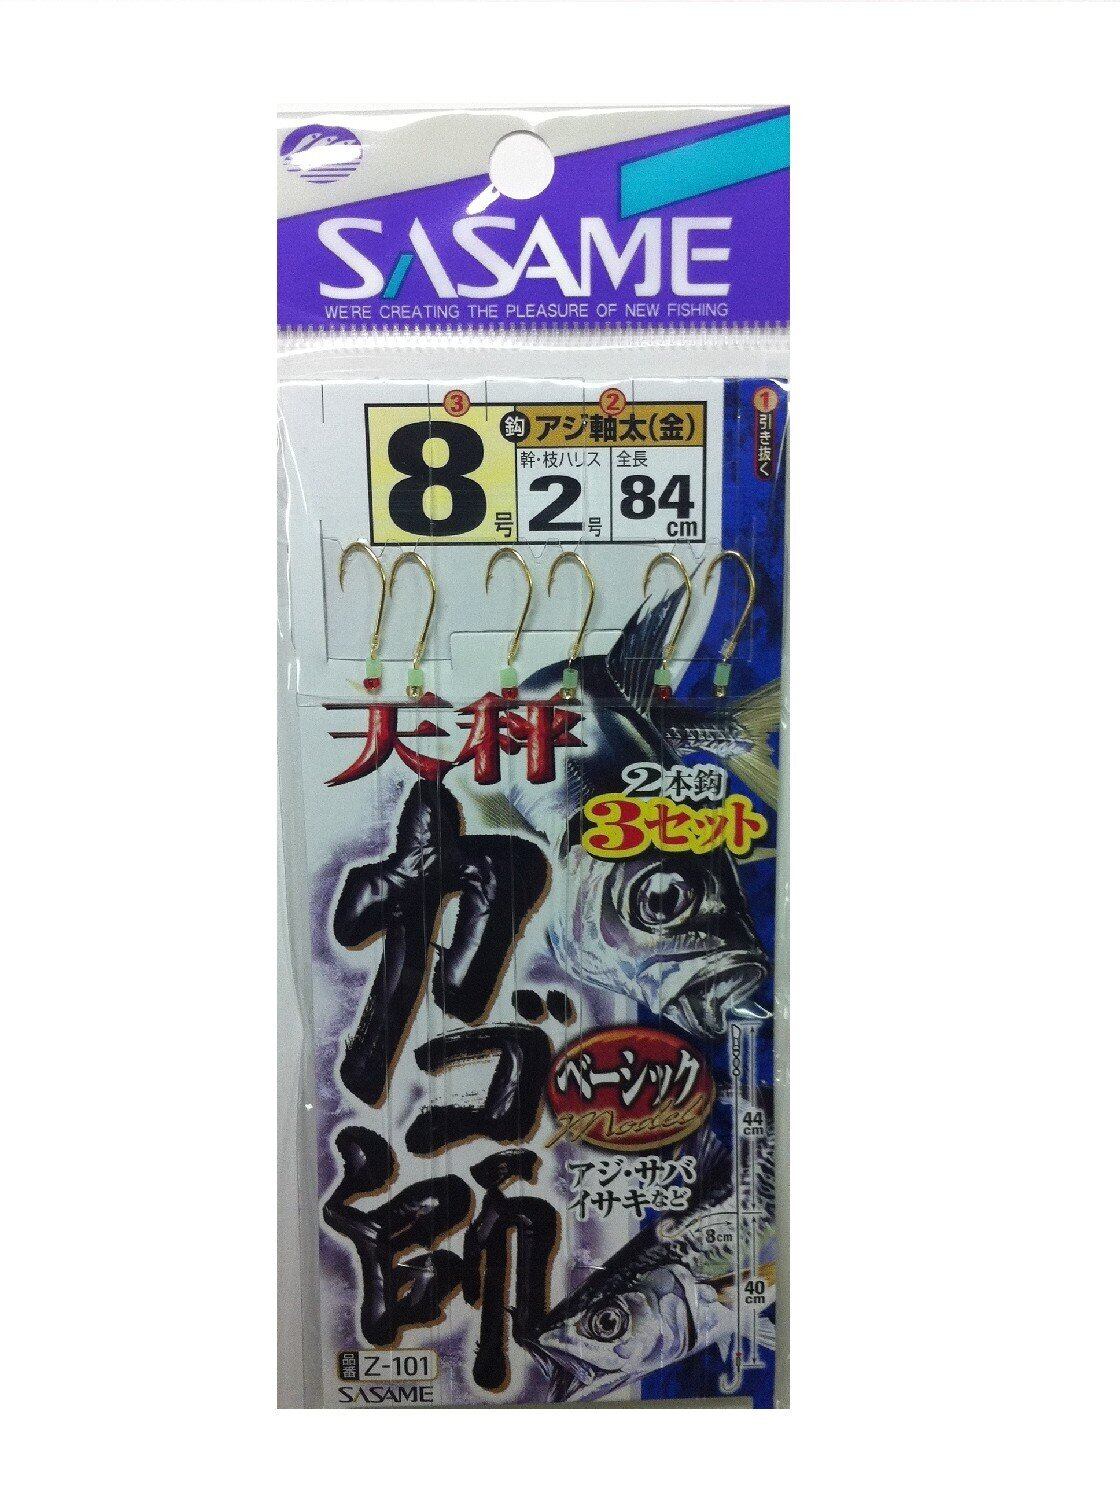 SASAME
WE'RE CREATING THE PLEASURE OF NEW FISHING
3
2
1
引き抜く
8号
鈎 アジ軸太(金)
幹・枝ハリス
2号
全長
84cm
天秤
カゴ師
2本鈎
3セット
ベーシック
Model
アジ・サバ
イサキなど
44cm
8cm
40cm
品番 Z-101
SASAME